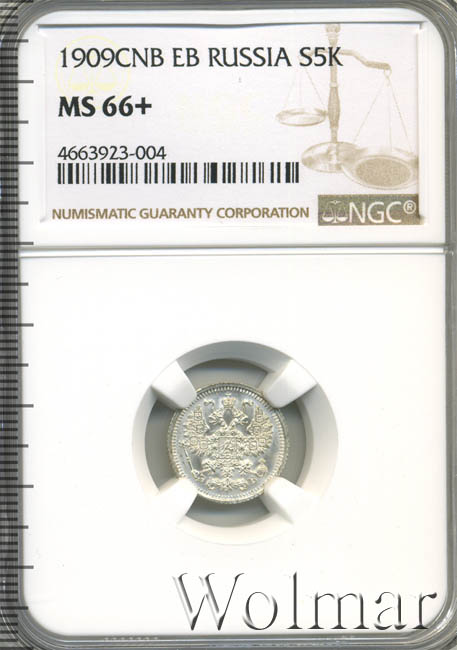 1909CNB EB RUSSIA S5K
MS 66+
4663923-004
NUMISMATIC GUARANTY CORPORATION
NGC®
Wolmar